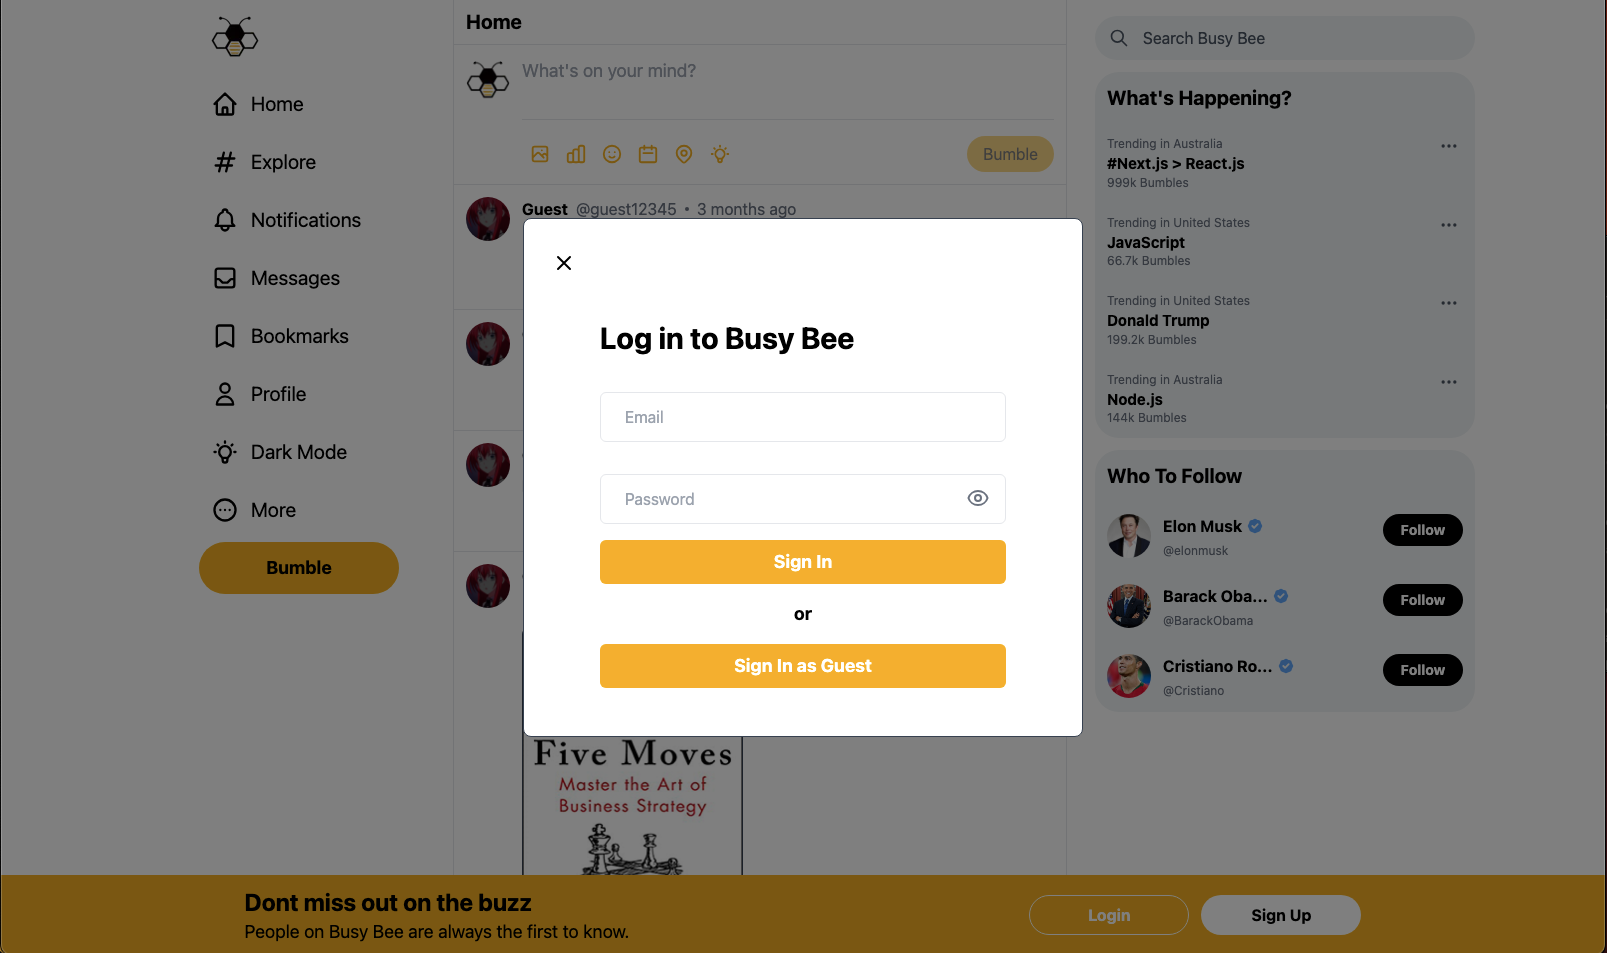 Home
Explore
Notifications
Messages
Bookmarks
Profile
Dark Mode
More
Bumble
Home
What's on your mind?
Bumble
Guest @guest12345 • 3 months ago
Log in to Busy Bee
Email
Password
Sign In
or
Sign In as Guest
Five Moves
Master the Art of
Business Strategy
Search Busy Bee
What's Happening?
Trending in Australia
#Next.js > React.js
999k Bumbles
Trending in United States
JavaScript
66.7k Bumbles
Trending in United States
Donald Trump
199.2k Bumbles
Trending in Australia
Node.js
144k Bumbles
Who To Follow
Elon Musk
@elonmusk
Follow
Barack Oba...
@BarackObama
Follow
Cristiano Ro...
@Cristiano
Follow
Dont miss out on the buzz
People on Busy Bee are always the first to know.
Login
Sign Up